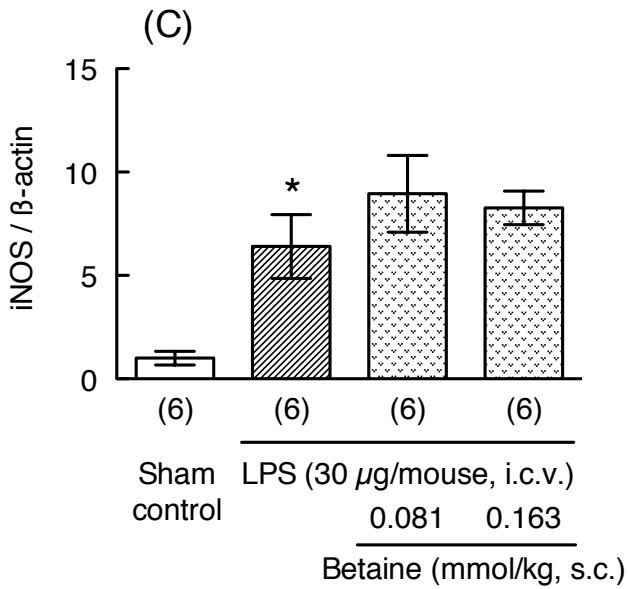 (C)
15
10
5
0
iNOS / ß-actin
*
(6) (6) (6) (6)
Sham control
LPS (30 µg/mouse, i.c.v.)
0.081 0.163
Betaine (mmol/kg, s.c.)